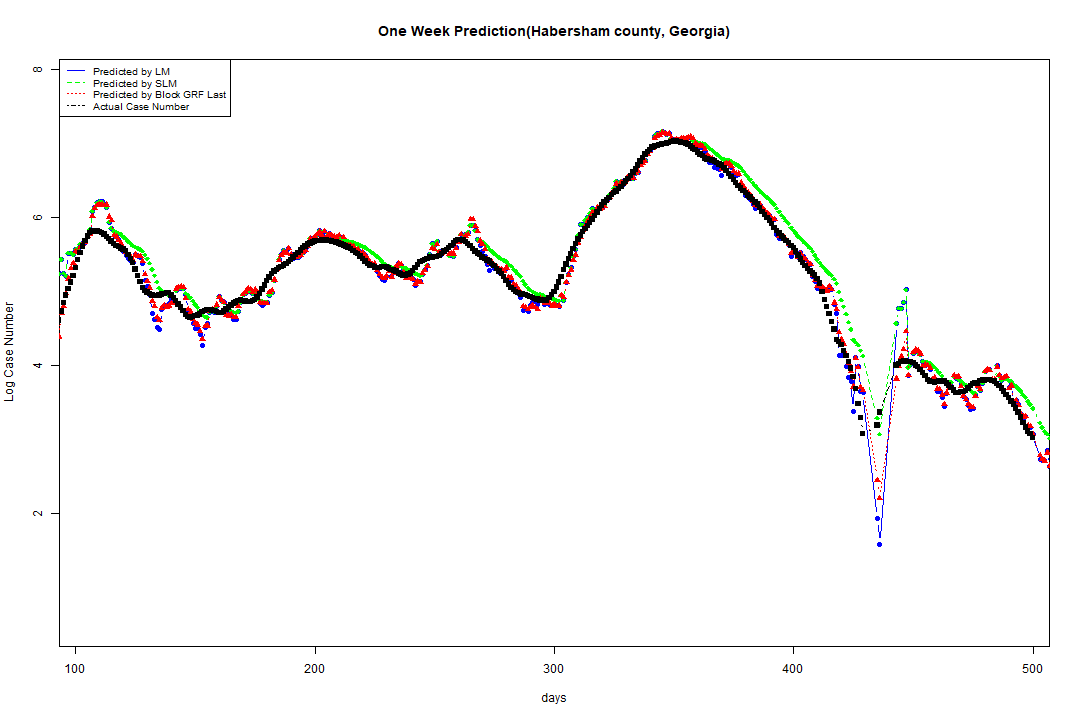 One Week Prediction(Habersham county, Georgia)
Predicted by LM
Predicted by SLM
Predicted by Block GRF Last
Actual Case Number
8
6
4
2
Log Case Number
100
200
300
400
500
days